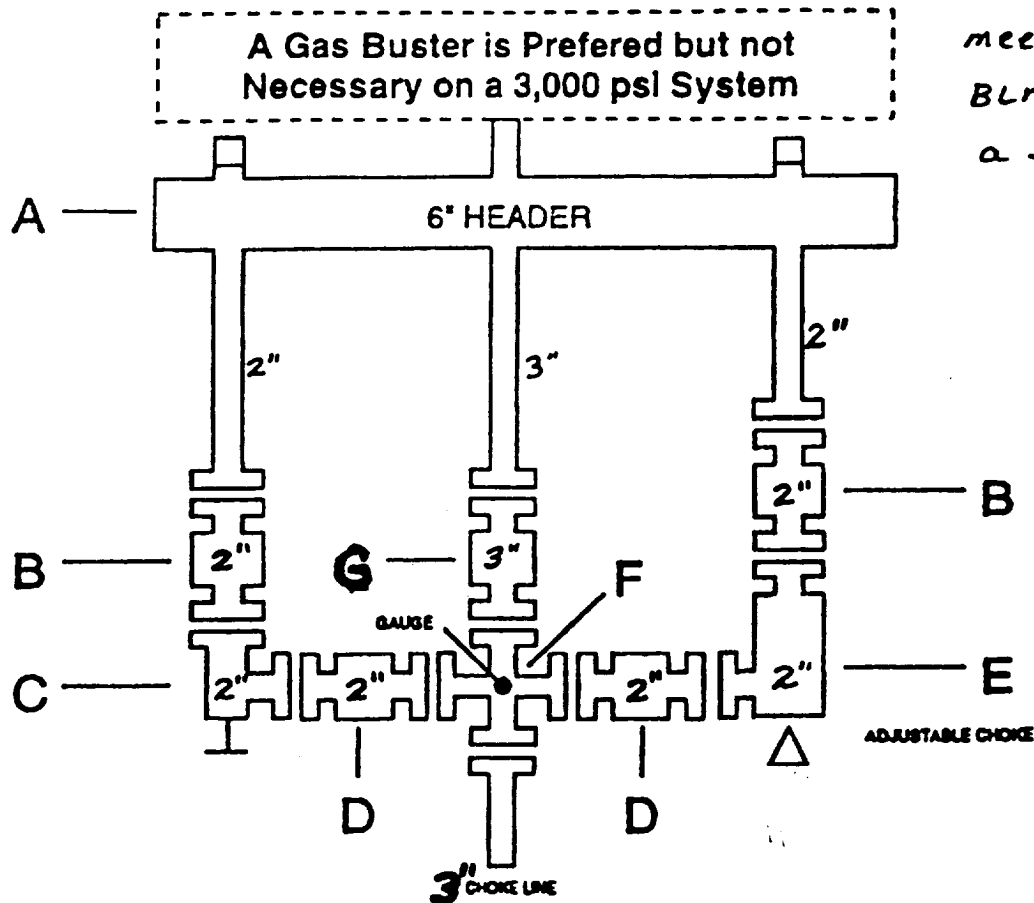 A Gas Buster is Prefered but not
Necessary on a 3,000 psi System
mee
BLM
a
A
6" HEADER
2"
3"
2"
B
2"
G
3"
F
2"
B
GAUGE
C
2"
2"
2"
2"
E
ADJUSTABLE CHOKE
D
D
3" CHOKE LINE